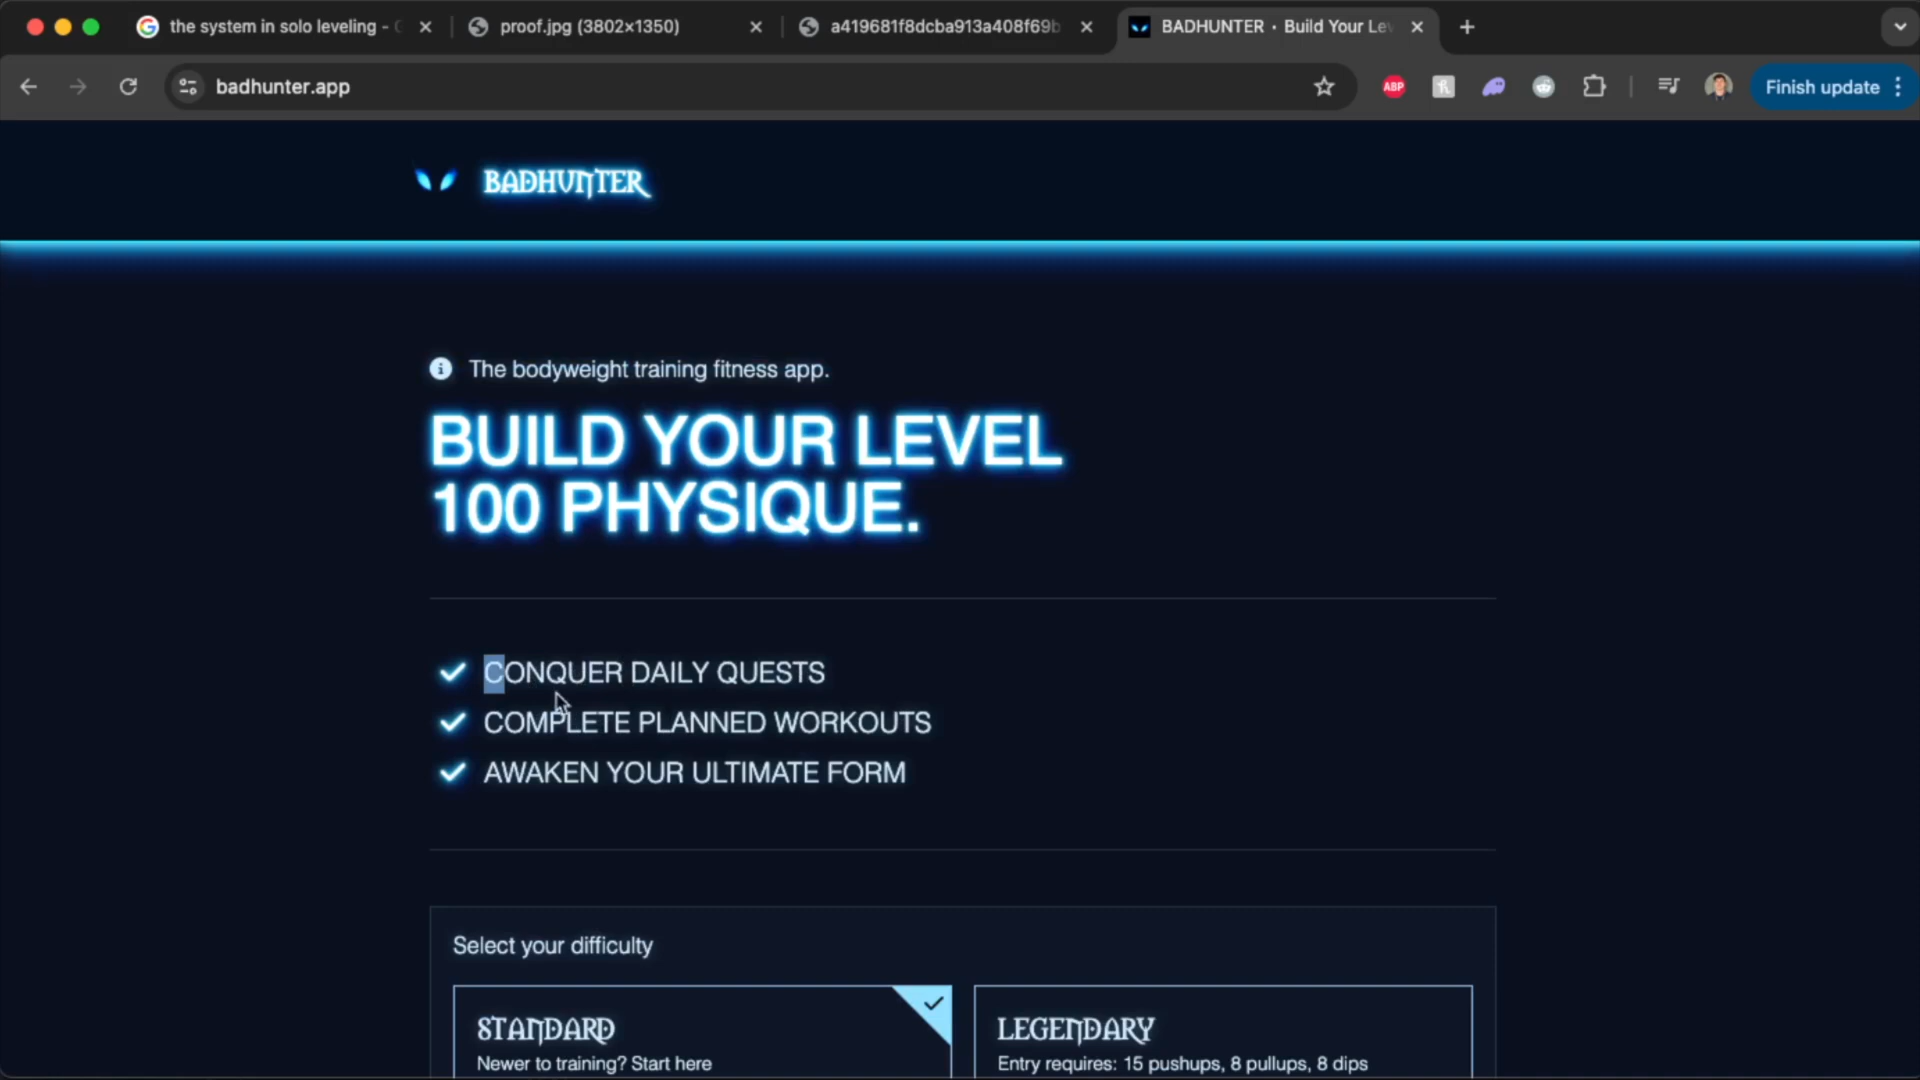 the system in solo leveling -
proof.jpg (3802×1350)
a419681f8dcba913a408f69b
BADHUNTER · Build Your Lev
badhunter.app
ABP
Finish update
BADHUNTER
The bodyweight training fitness app.
BUILD YOUR LEVEL
100 PHYSIQUE.
CONQUER DAILY QUESTS
COMPLETE PLANNED WORKOUTS
AWAKEN YOUR ULTIMATE FORM
Select your difficulty
STANDARD
Newer to training? Start here
LEGENDARY
Entry requires: 15 pushups, 8 pullups, 8 dips